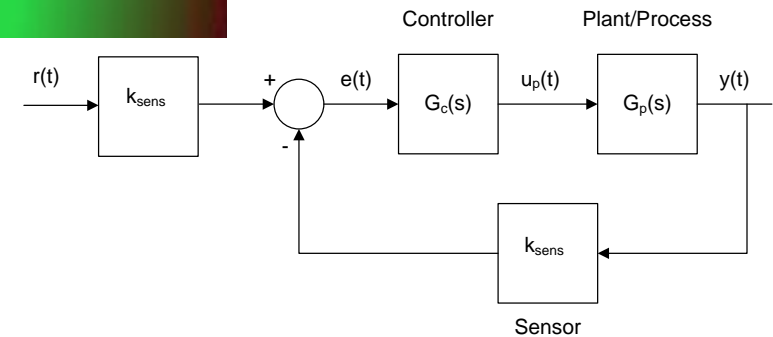 Controller
Plant/Process
r(t)
k_sens
+
-
e(t)
G_c(s)
u_p(t)
G_p(s)
y(t)
k_sens
Sensor